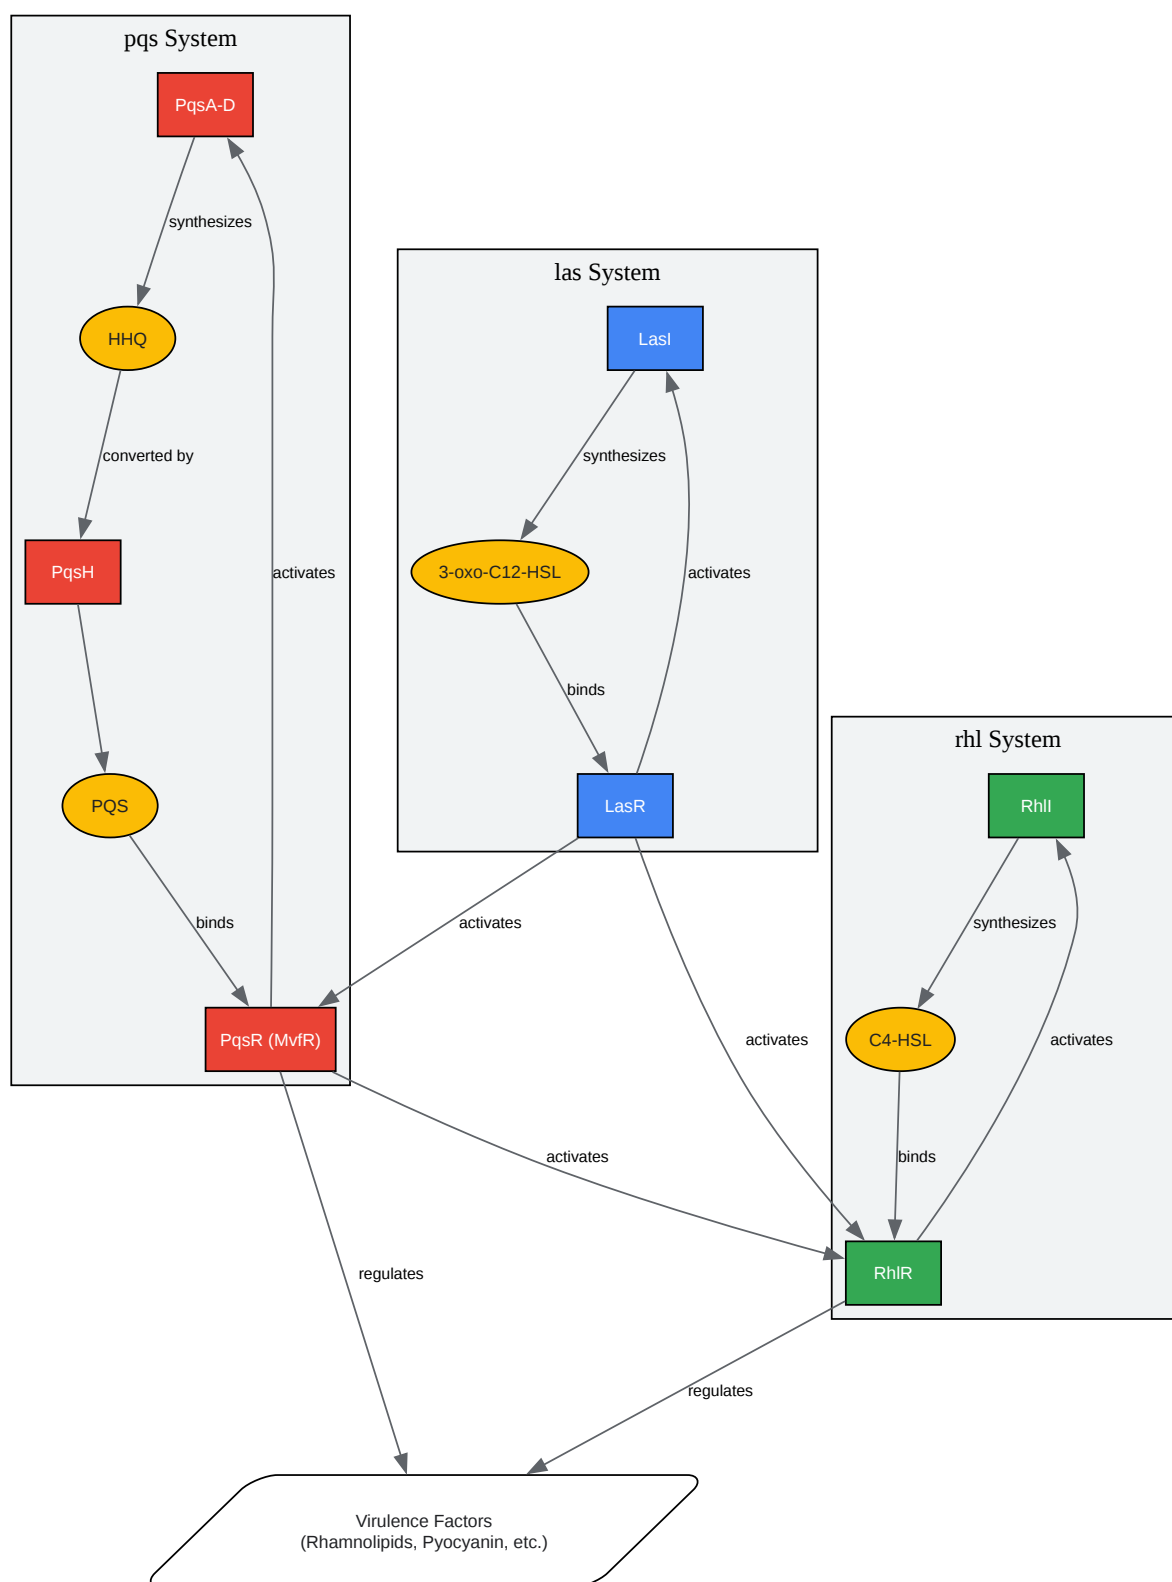 pqs System
PqsA-D
synthesizes
HHQ
converted by
PqsH
activates
PQS
binds
PqsR (MvfR)
las System
LasI
synthesizes
3-oxo-C12-HSL
activates
binds
LasR
activates
activates
rhl System
RhlI
synthesizes
C4-HSL
activates
binds
RhlR
activates
regulates
regulates
Virulence Factors
(Rhamnolipids, Pyocyanin, etc.)